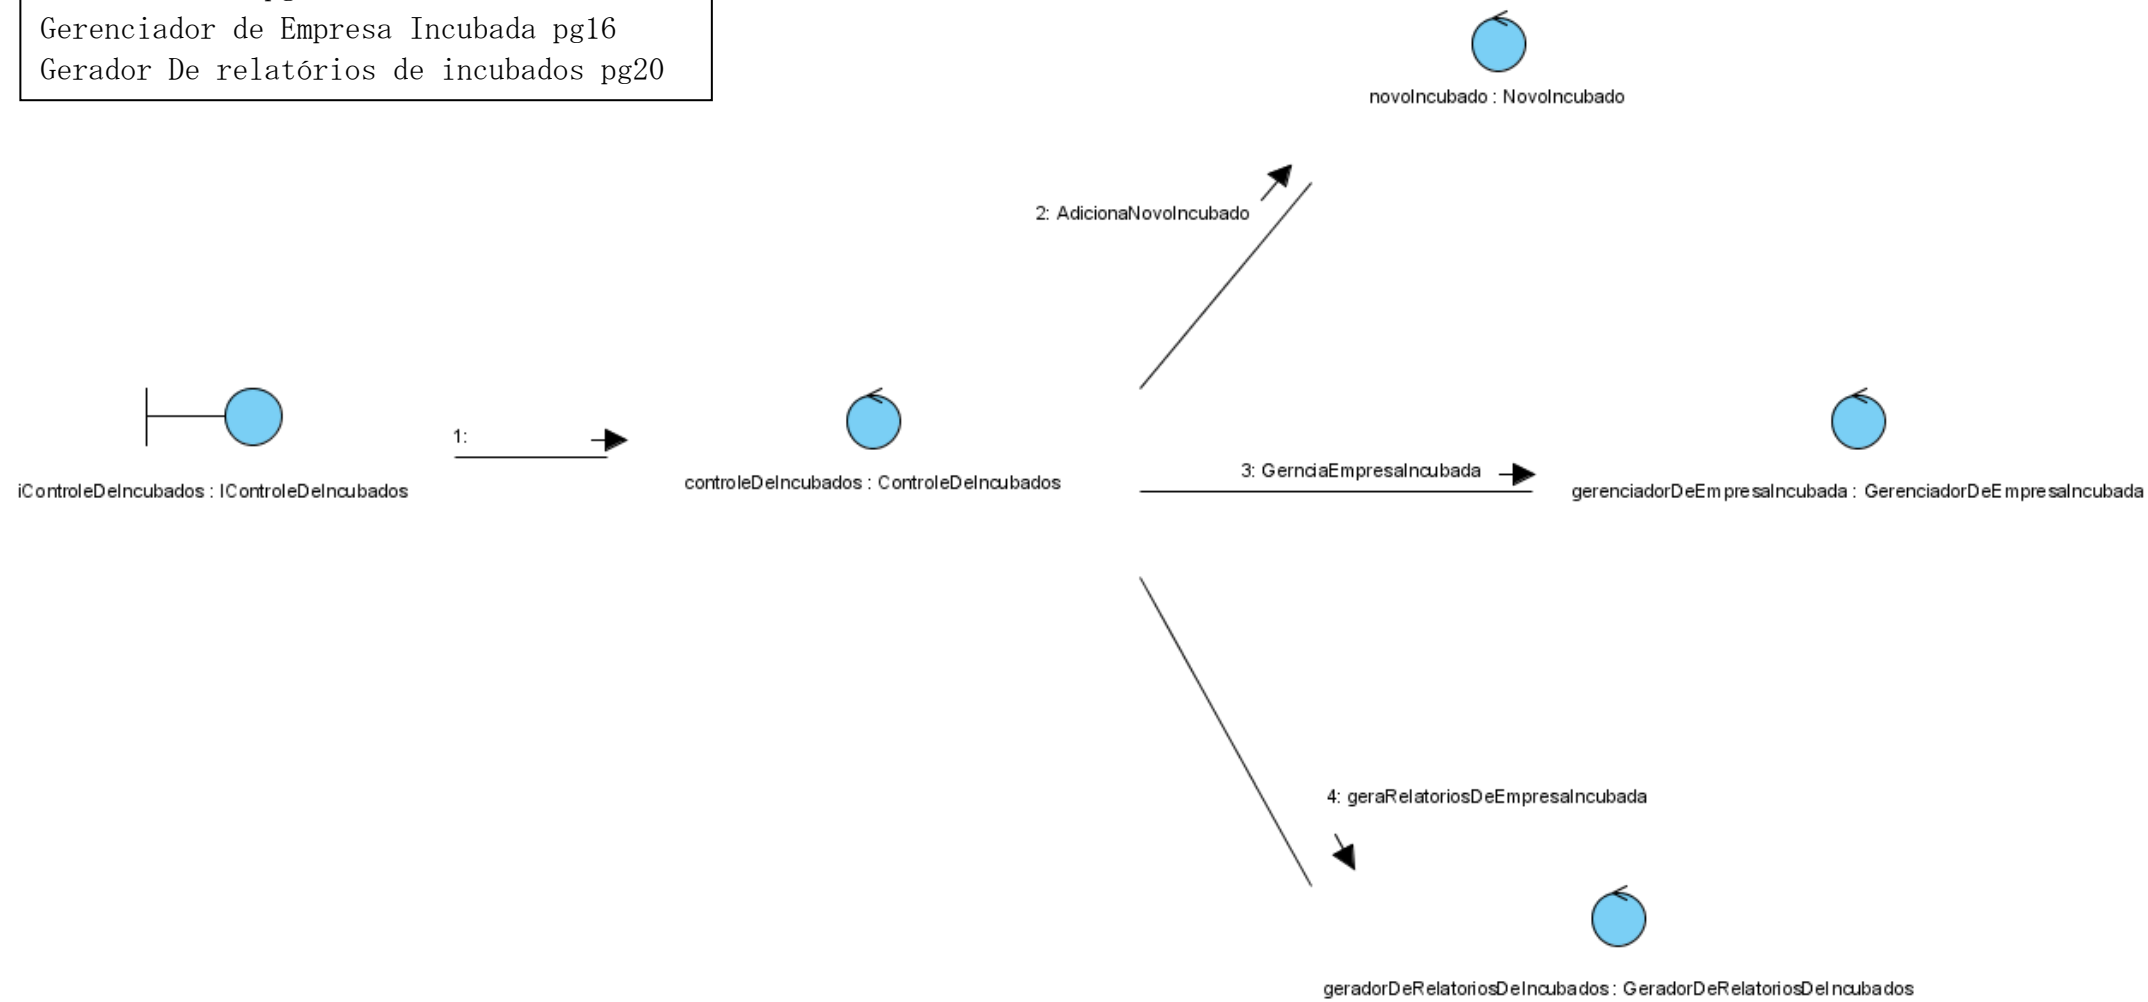 Gerenciador de Empresa Incubada pg16
Gerador De relatórios de incubados pg20
novoIncubado : NovoIncubado
2: AdicionaNovoIncubado
1:
iControleDeIncubados : IControleDeIncubados
controleDeIncubados : ControleDeIncubados
3: GernciaEmpresaIncubada
gerenciadorDeEmpresaIncubada : GerenciadorDeEmpresaIncubada
4: geraRelatoriosDeEmpresaIncubada
geradorDeRelatoriosDeIncubados : GeradorDeRelatoriosDeIncubados